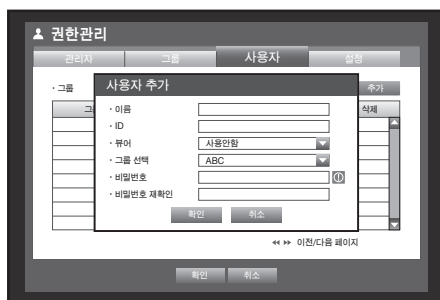 권한관리
관리자 그룹 사용자 설정
· 그룹 추가
사용자 추가
삭제
· 이름
· ID
· 뷰어 사용안함
· 그룹 선택 ABC
· 비밀번호
· 비밀번호 재확인
확인 취소
이전/다음 페이지
확인 취소